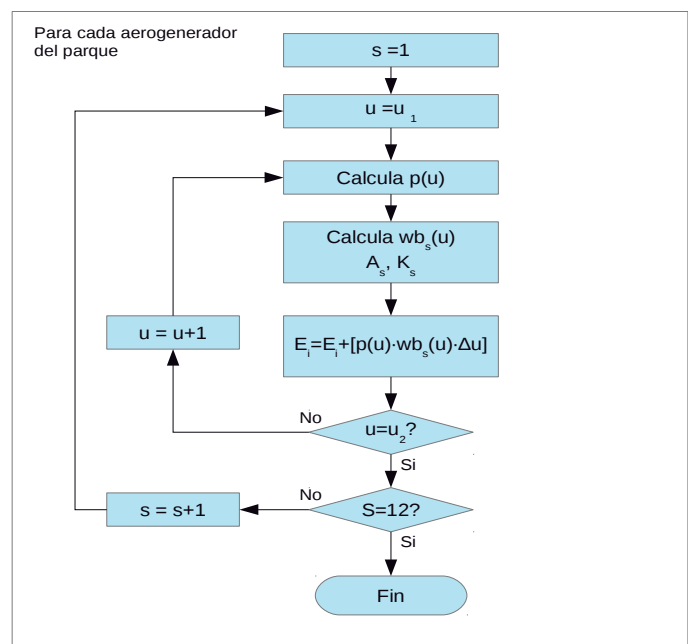 Para cada aerogenerador
del parque
s =1
u =u 1
Calcula p(u)
Calcula wbs(u)
As, Ks
u = u+1
Ei=Ei+[p(u)·wbs(u)·Δu]
No
u=u2?
Si
s = s+1
No
S=12?
Si
Fin